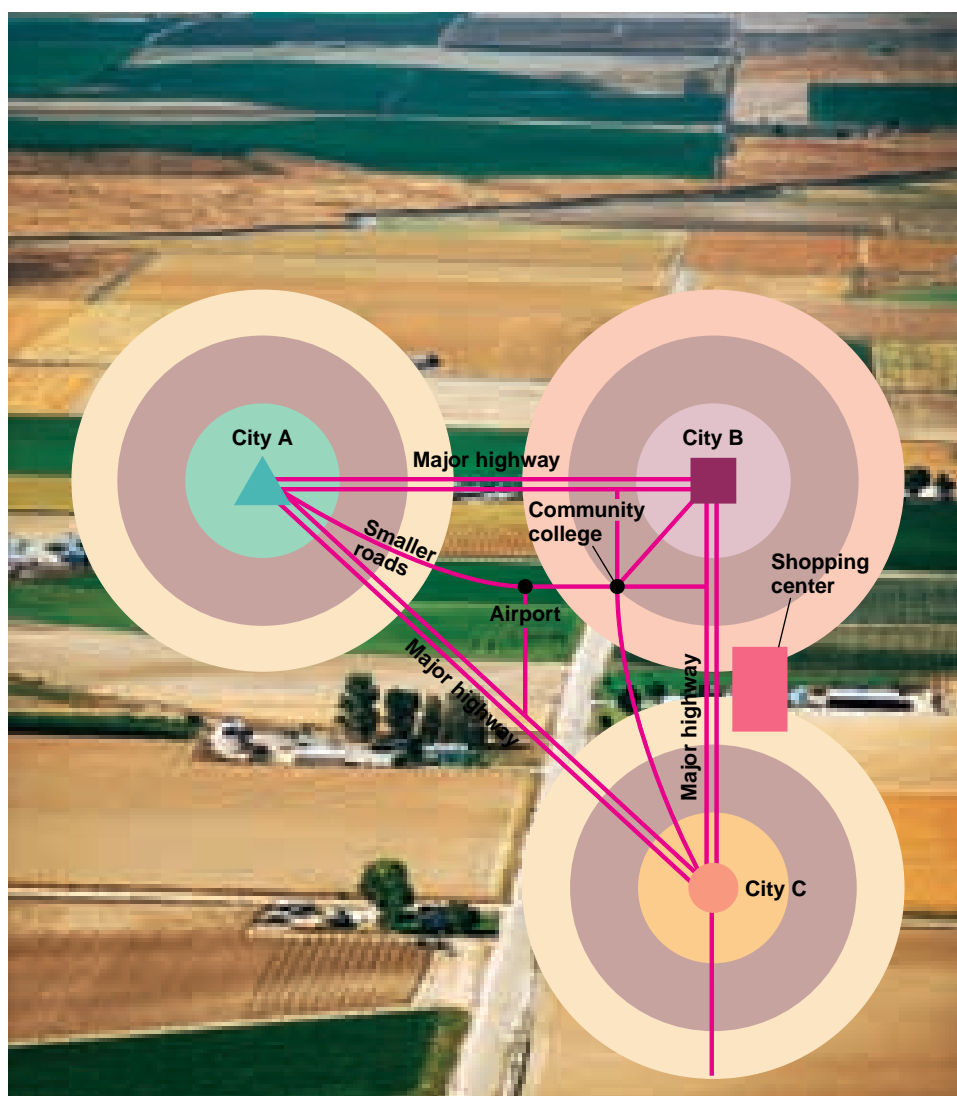 City A
City B
Major highway
Community
college
Smaller
roads
Shopping
center
Airport
Major highway
Major highway
City C